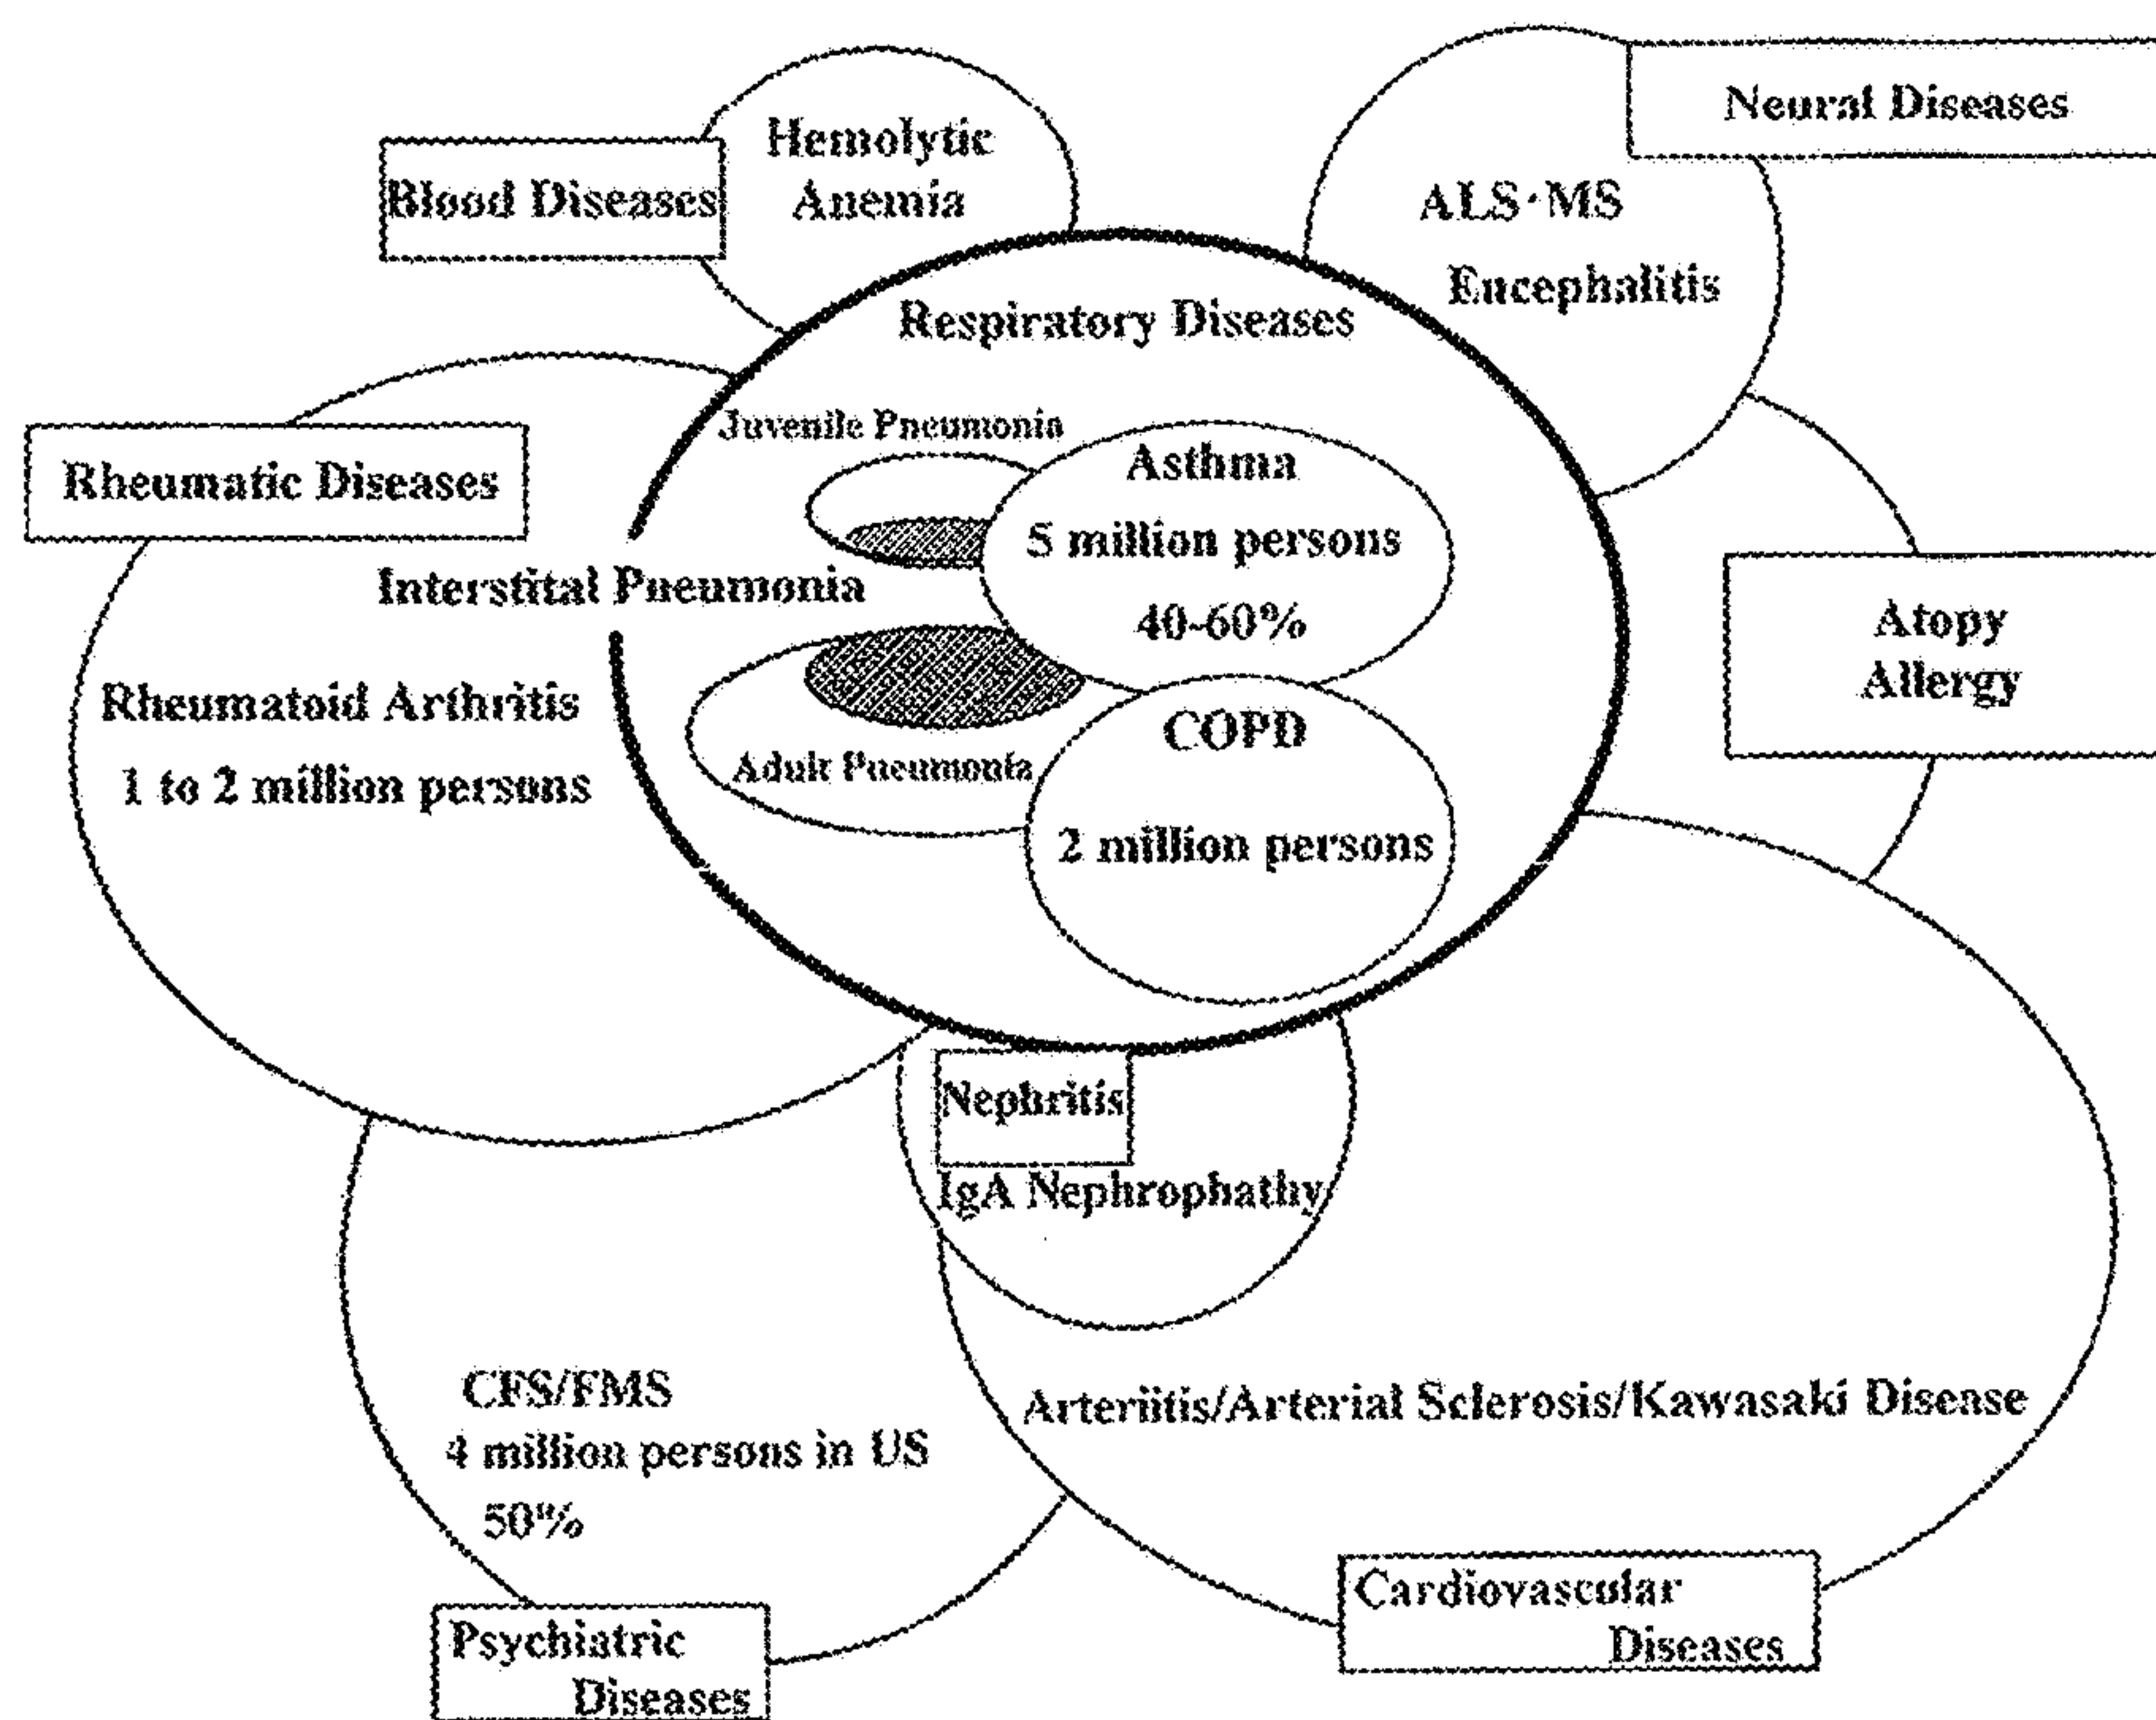 Neural Diseases
Hemolytic
Anemia
Blood Diseases
ALS·MS
Encephalitis
Respiratory Diseases
Juvenile Pneumonia
Asthma
5 million persons
40-60%
Rheumatic Diseases
Interstital Pneumonia
Atopy
Allergy
Rheumatoid Arthritis
1 to 2 million persons
COPD
2 million persons
Adult Pneumonia
Nephritis
IgA Nephrophathy
CFS/FMS
4 million persons in US
50%
Arteriitis/Arterial Sclerosis/Kawasaki Disease
Cardiovascular
Diseases
Psychiatric
Diseases